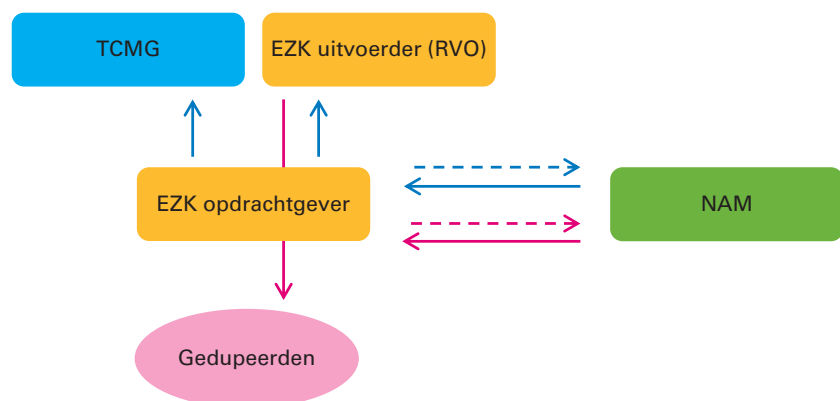 TCMG
EZK uitvoerder (RVO)
EZK opdrachtgever
NAM
Gedupeerden